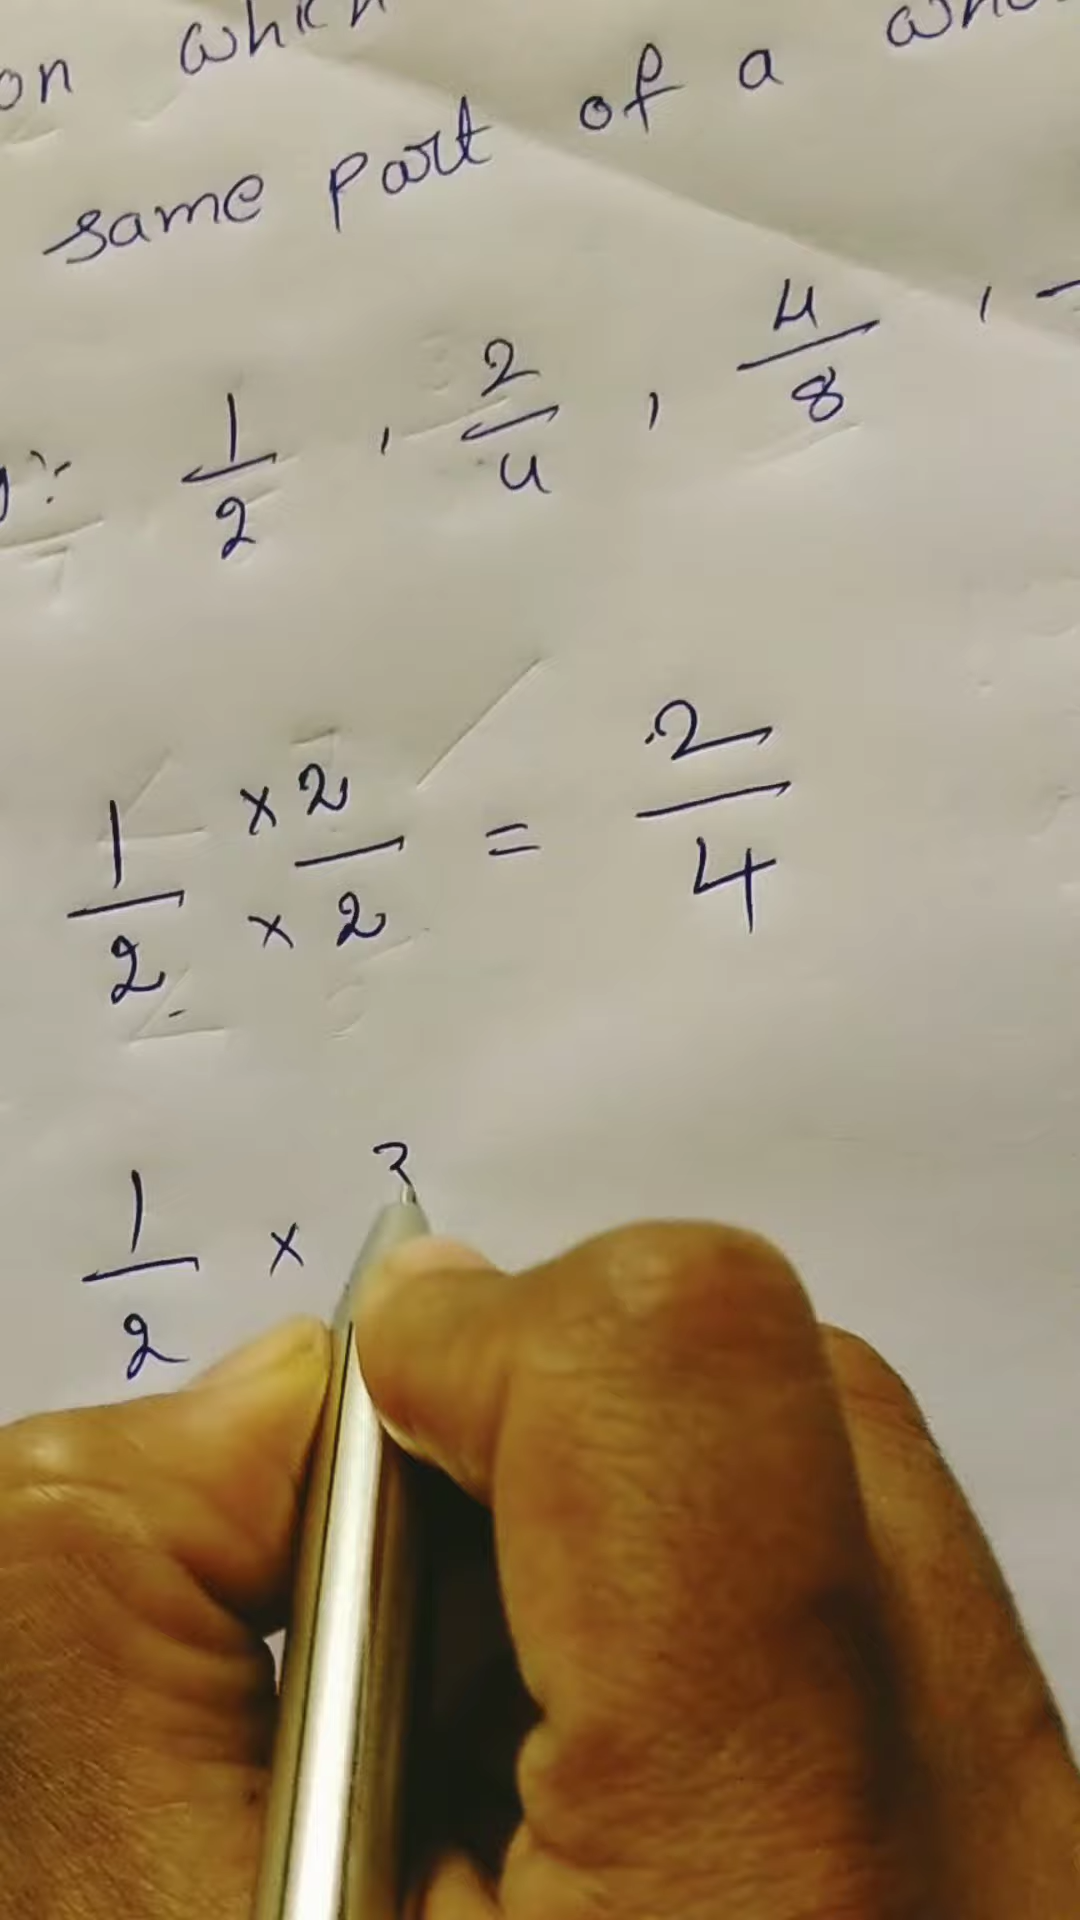 on which
same part of a
1/2 , 2/4 , 4/8 ,
1/2 × 2/× 2 = 2/4
1/2 × 3